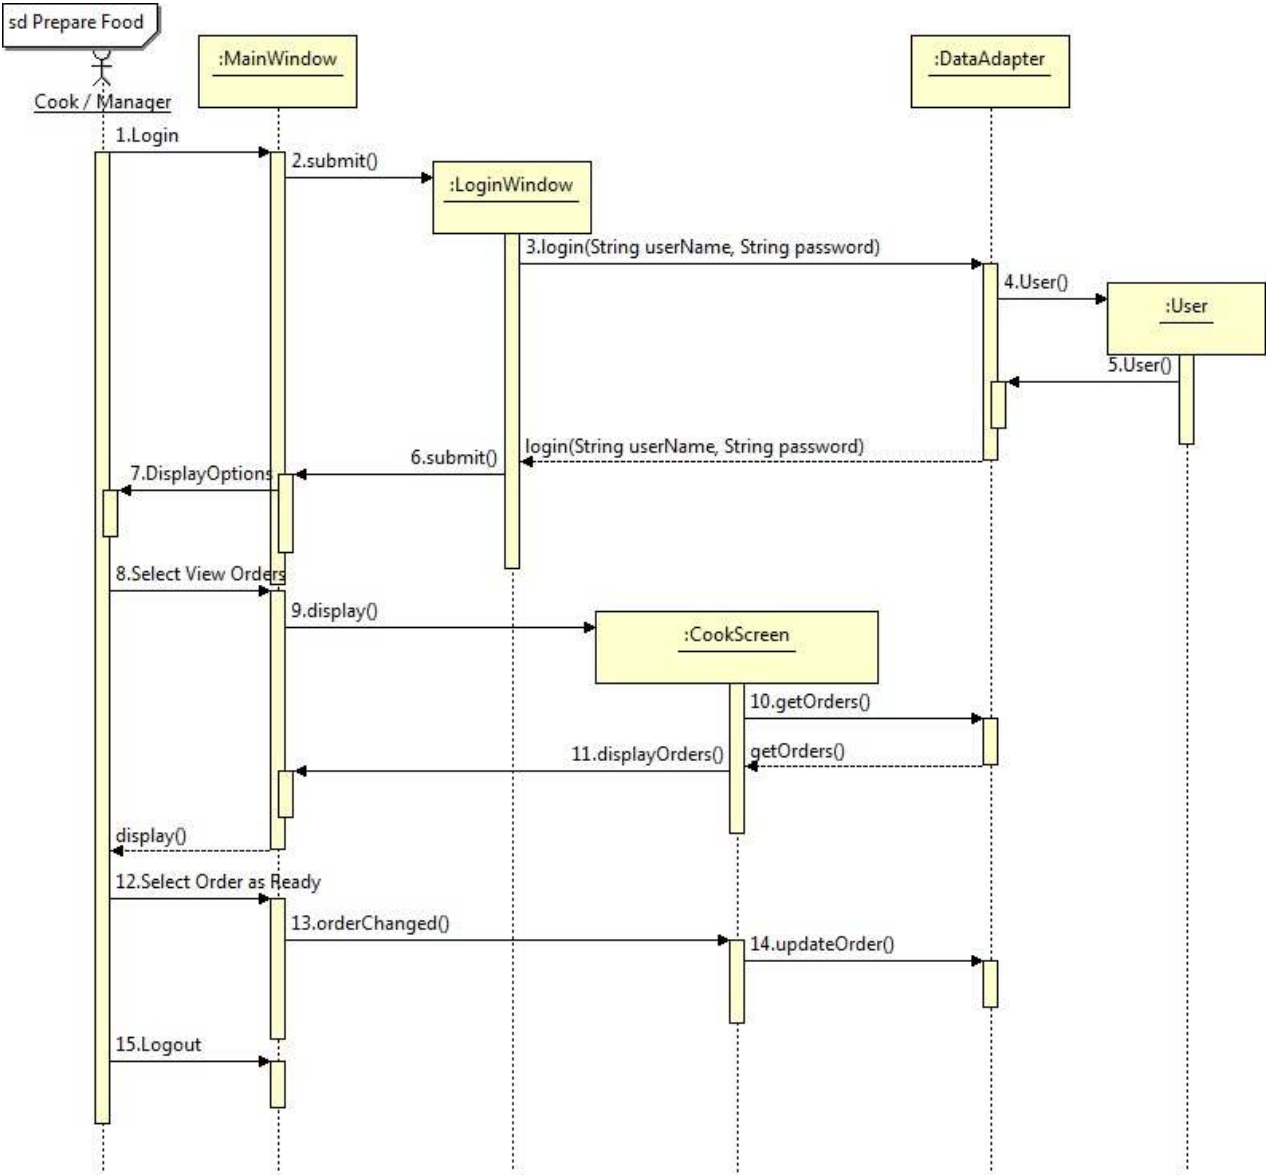 sd Prepare Food
Cook / Manager
:MainWindow
:DataAdapter
1.Login
2.submit()
:LoginWindow
3.login(String userName, String password)
4.User()
:User
5.User()
login(String userName, String password)
6.submit()
7.DisplayOptions
8.Select View Orders
9.display()
:CookScreen
10.getOrders()
getOrders()
11.displayOrders()
display()
12.Select Order as Ready
13.orderChanged()
14.updateOrder()
15.Logout